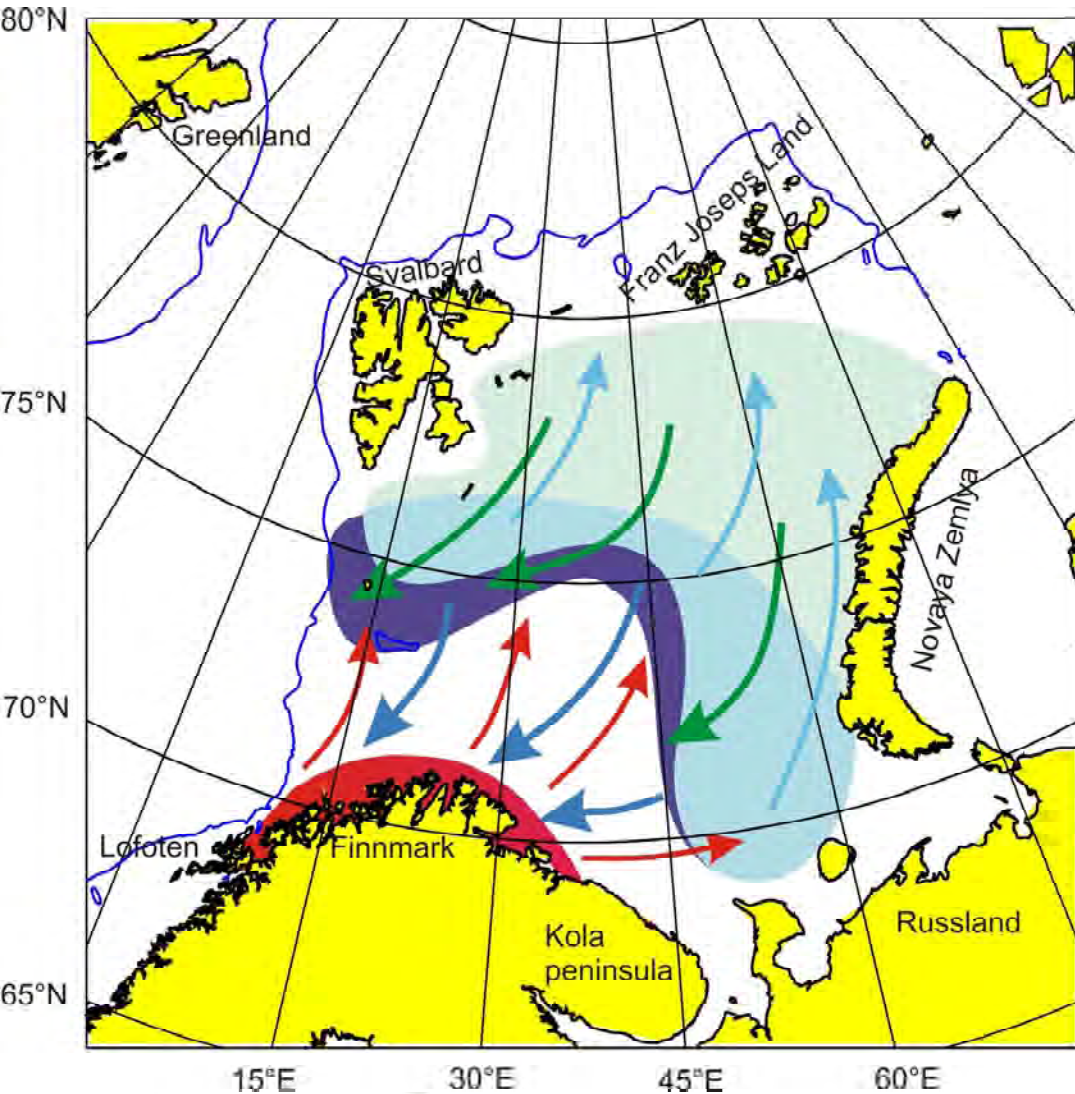 80°N
Greenland
Franz Joseps Land
Svalbard
75°N
Novaya Zemlya
70°N
Lofoten
Finnmark
Russland
Kola
peninsula
65°N
15°E
30°E
45°E
60°E